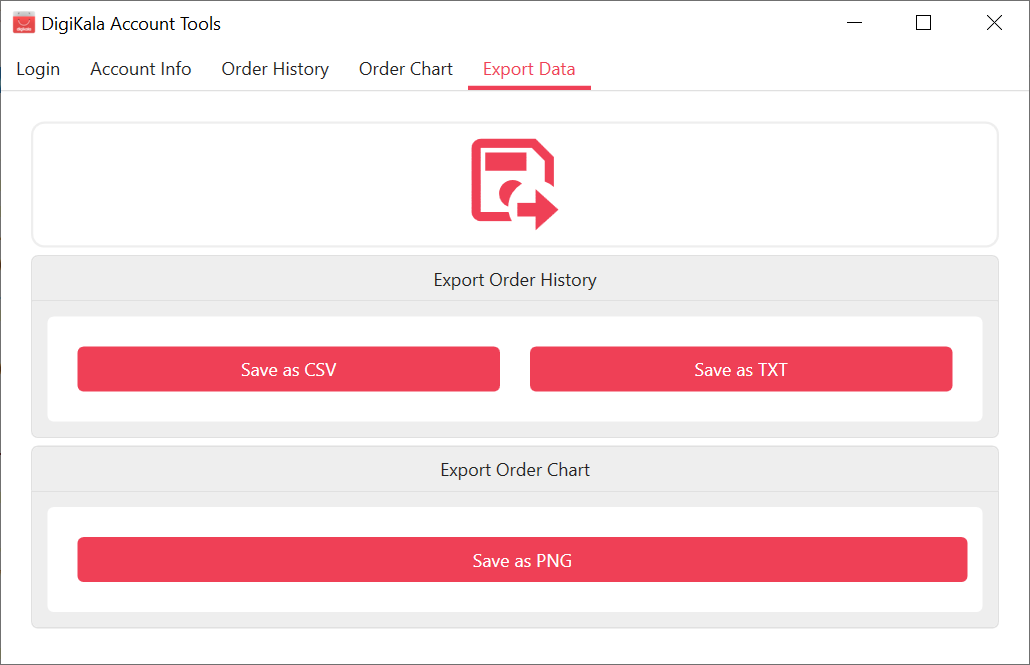 DigiKala Account Tools
Login Account Info Order History Order Chart Export Data
Export Order History
Save as CSV Save as TXT
Export Order Chart
Save as PNG